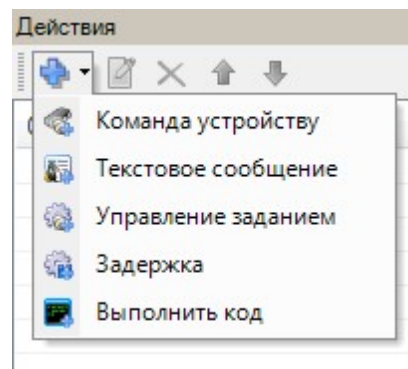 Действия
Команда устройству
Текстовое сообщение
Управление заданием
Задержка
Выполнить код